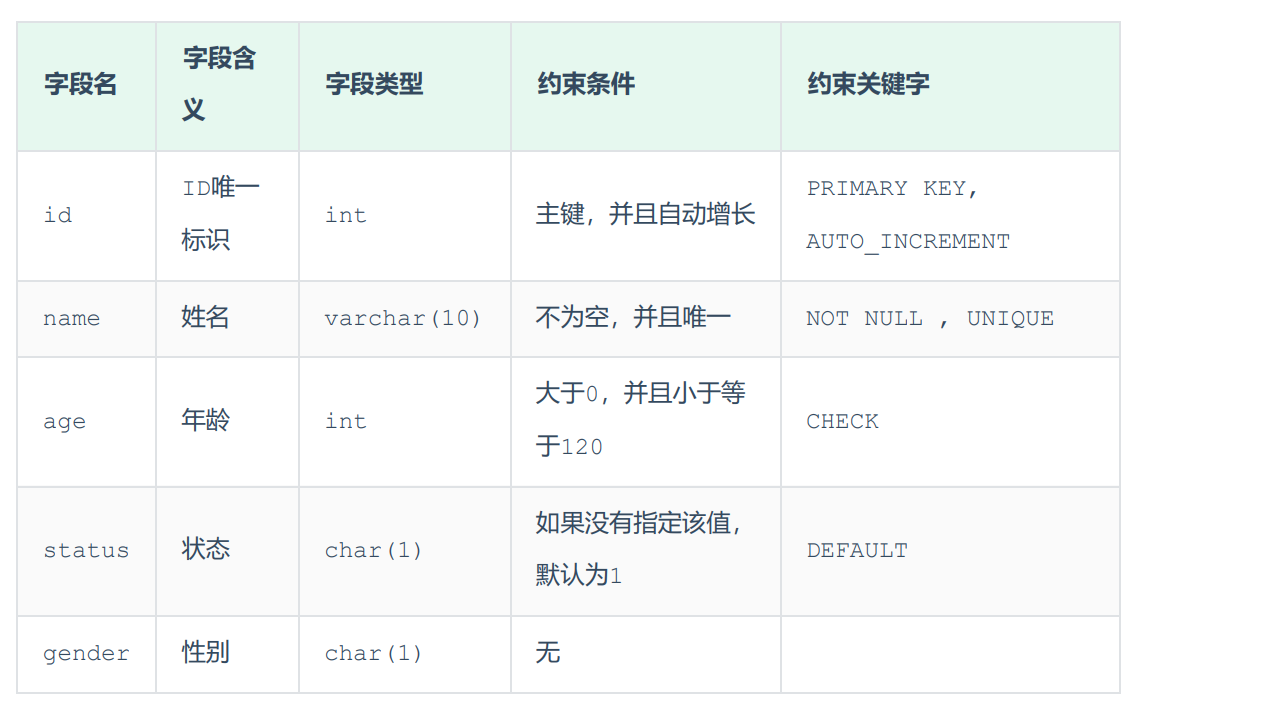 字段名 字段含义 字段类型 约束条件 约束关键字
id ID唯一标识 int 主键，并且自动增长 PRIMARY KEY, AUTO_INCREMENT
name 姓名 varchar(10) 不为空，并且唯一 NOT NULL , UNIQUE
age 年龄 int 大于0，并且小于等于120 CHECK
status 状态 char(1) 如果没有指定该值，默认为1 DEFAULT
gender 性别 char(1) 无